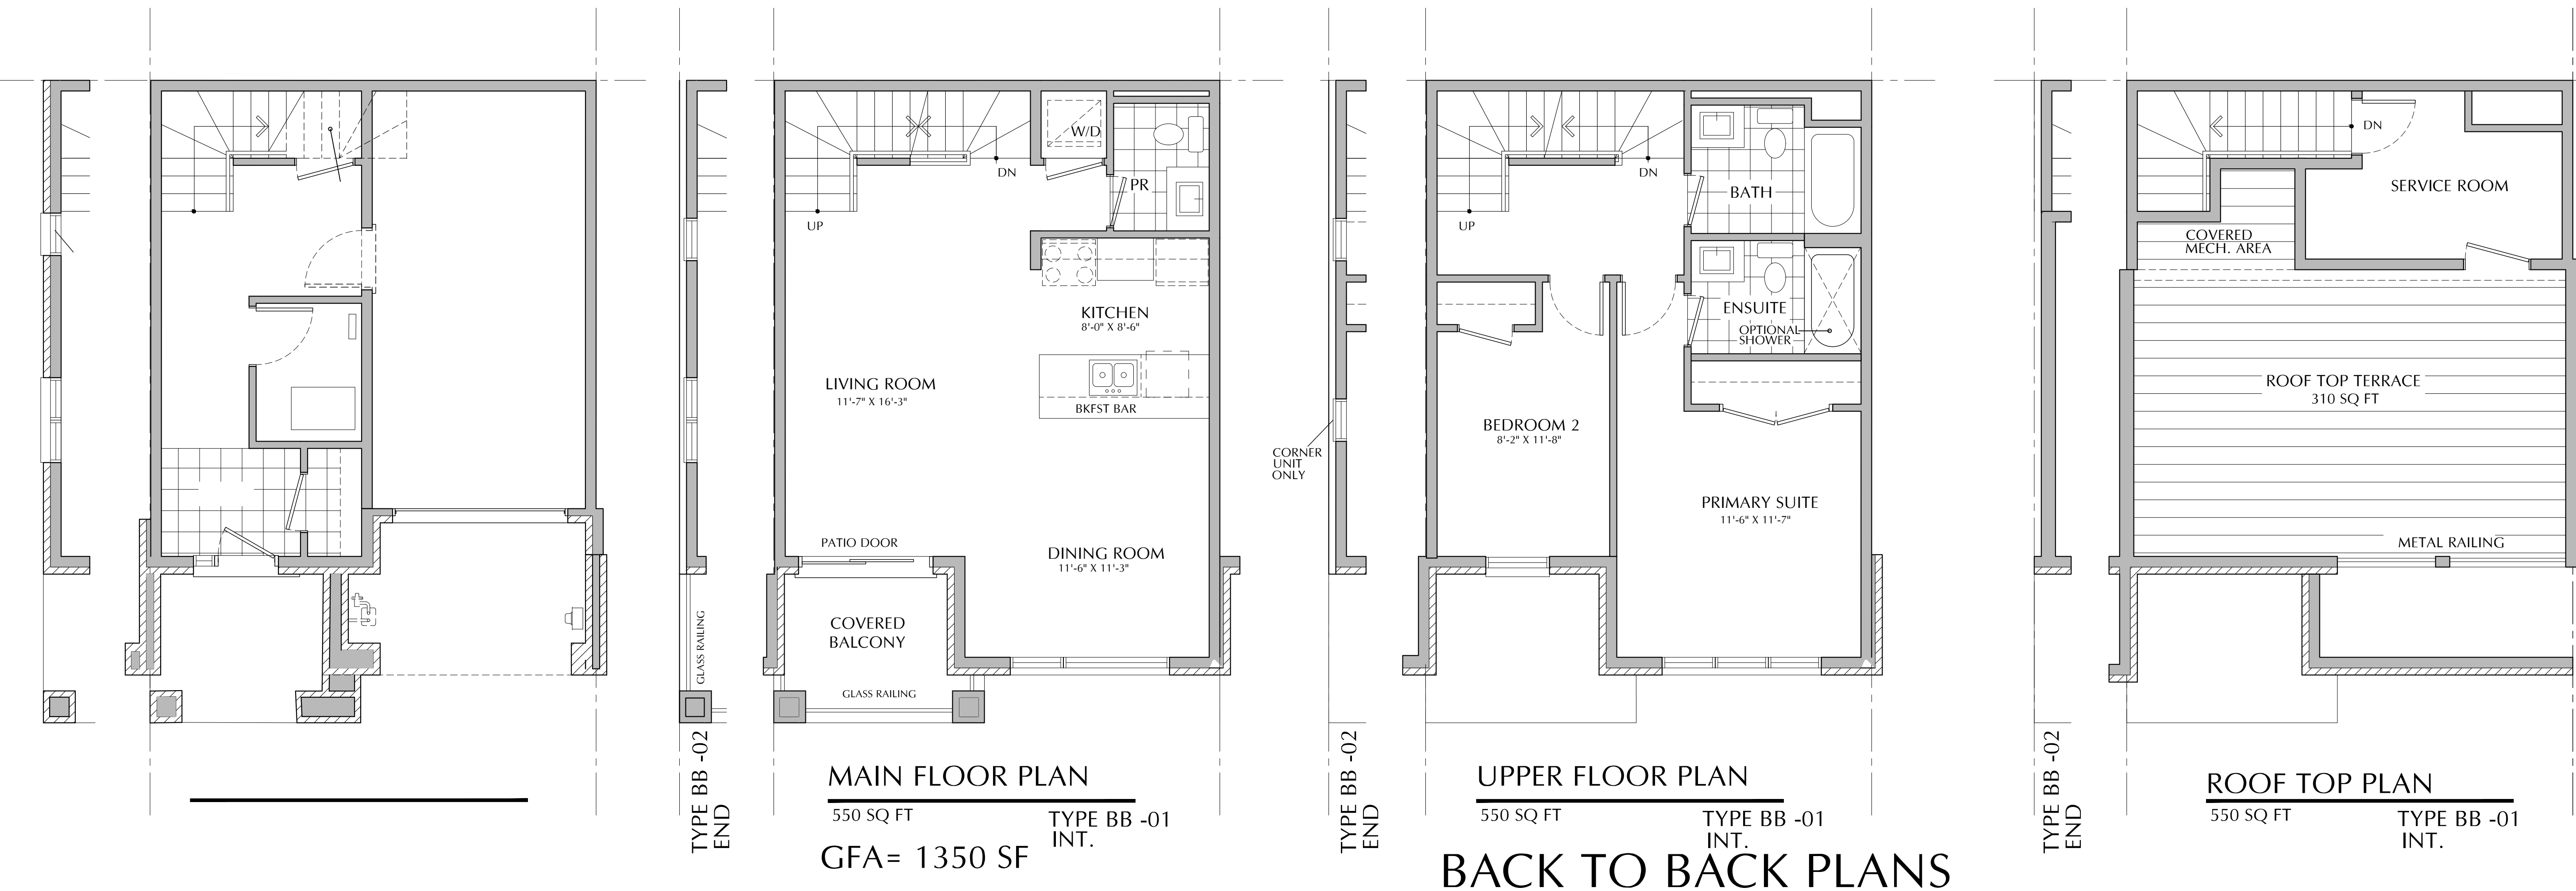 W/D
DN
PR
UP
KITCHEN
8'-0" X 8'-6"
LIVING ROOM
11'-7" X 16'-3"
BKFST BAR
PATIO DOOR
DINING ROOM
11'-6" X 11'-3"
COVERED
BALCONY
GLASS RAILING
GLASS RAILING
TYPE BB -02
END
MAIN FLOOR PLAN
550 SQ FT
TYPE BB -01
INT.
GFA= 1350 SF
DN
BATH
UP
ENSUITE
OPTIONAL
SHOWER
BEDROOM 2
8'-2" X 11'-8"
CORNER
UNIT
ONLY
PRIMARY SUITE
11'-6" X 11'-7"
TYPE BB -02
END
UPPER FLOOR PLAN
550 SQ FT
TYPE BB -01
INT.
BACK TO BACK PLANS
DN
SERVICE ROOM
COVERED
MECH. AREA
ROOF TOP TERRACE
310 SQ FT
METAL RAILING
TYPE BB -02
END
ROOF TOP PLAN
550 SQ FT
TYPE BB -01
INT.